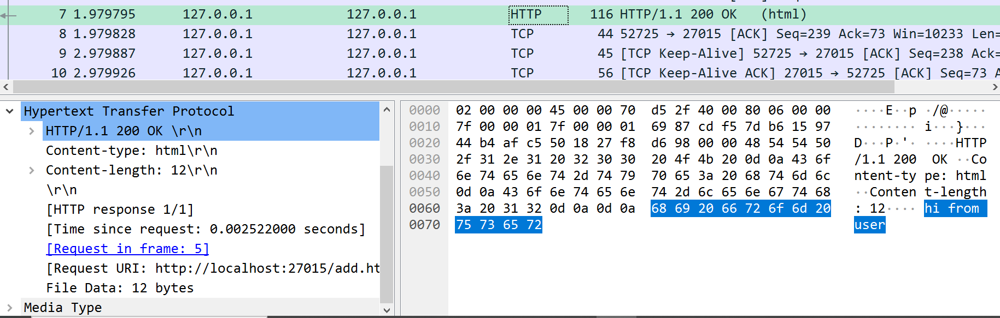 7 1.979795 127.0.0.1 127.0.0.1 HTTP 116 HTTP/1.1 200 OK (html)
8 1.979828 127.0.0.1 127.0.0.1 TCP 44 52725 → 27015 [ACK] Seq=239 Ack=73 Win=10233 Len=
9 2.979887 127.0.0.1 127.0.0.1 TCP 45 [TCP Keep-Alive] 52725 → 27015 [ACK] Seq=238 Ack=
10 2.979926 127.0.0.1 127.0.0.1 TCP 56 [TCP Keep-Alive ACK] 27015 → 52725 [ACK] Seq=73 A
Hypertext Transfer Protocol
HTTP/1.1 200 OK \r\n
Content-type: html\r\n
Content-length: 12\r\n
\r\n
[HTTP response 1/1]
[Time since request: 0.002522000 seconds]
[Request in frame: 5]
[Request URI: http://localhost:27015/add.ht
File Data: 12 bytes
Media Type
0000 02 00 00 00 45 00 00 70 d5 2f 40 00 80 06 00 00 ····E··p ·/@·····
0010 7f 00 00 01 7f 00 00 01 69 87 cd f5 7d b6 15 97 ········ i···}···
0020 44 b4 af c5 50 18 27 f8 d6 98 00 00 48 54 54 50 D···P·'· ····HTTP
0030 2f 31 2e 31 20 32 30 30 20 4f 4b 20 0d 0a 43 6f /1.1 200 OK ··Co
0040 6e 74 65 6e 74 2d 74 79 70 65 3a 20 68 74 6d 6c ntent-ty pe: html
0050 0d 0a 43 6f 6e 74 65 6e 74 2d 6c 65 6e 67 74 68 ··Conten t-length
0060 3a 20 31 32 0d 0a 0d 0a 68 69 20 66 72 6f 6d 20 : 12···· hi from
0070 75 73 65 72 user